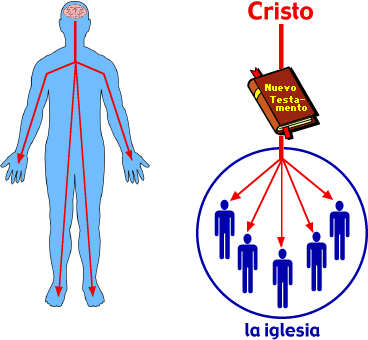 Cristo
Nuevo
Testa-
mento
la iglesia